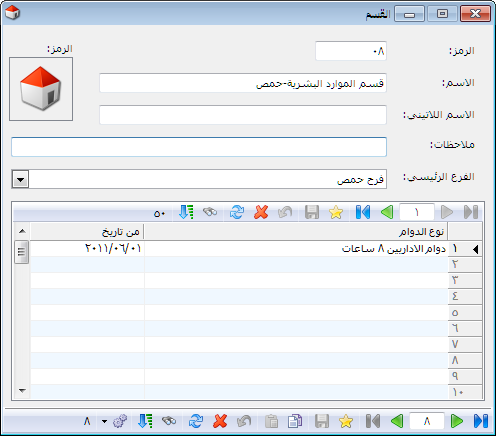 القسم
الرمز: ٠٨
الرمز:
الاسم: قسم الموارد البشرية-حمص
الاسم اللاتيني:
ملاحظات:
الفرع الرئيسي: فرع حمص
١ ٥٠
نوع الدوام من تاريخ
١ دوام الاداريين ٨ ساعات ٢٠١١/٠٦/٠١
٢
٣
٤
٥
٦
٧
٨
٩
١٠
٨ ٨